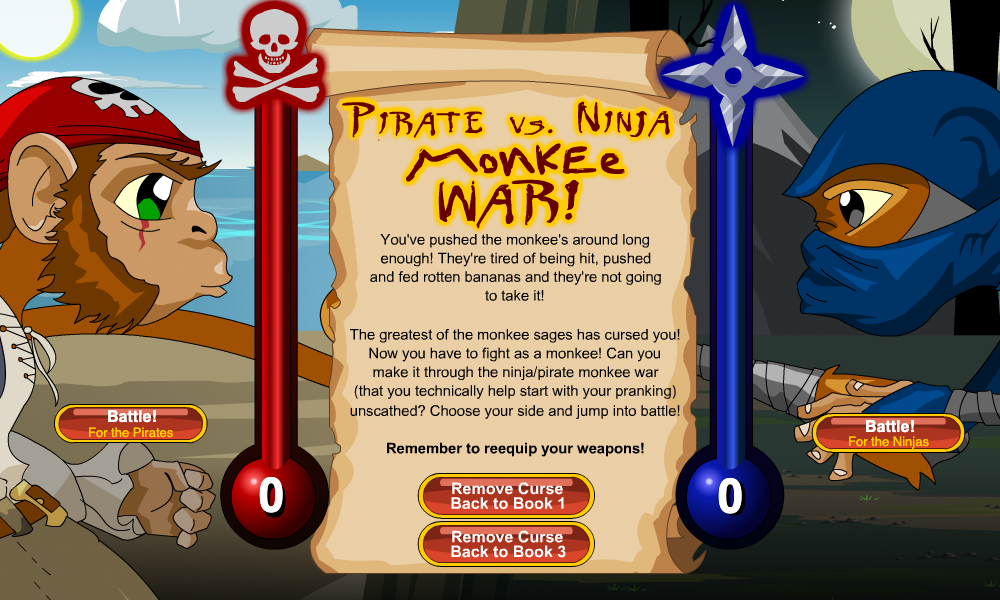 PIRATE VS. NINJA
MONKEE
WAR!
You've pushed the monkee's around long
enough! They're tired of being hit, pushed
and fed rotten bananas and they're not going
to take it!
The greatest of the monkee sages has cursed you!
Now you have to fight as a monkee! Can you
make it through the ninja/pirate monkee war
(that you technically help start with your pranking)
unscathed? Choose your side and jump into battle!
Remember to reequip your weapons!
Battle!
For the Pirates
Battle!
For the Ninjas
0
0
Remove Curse
Back to Book 1
Remove Curse
Back to Book 3